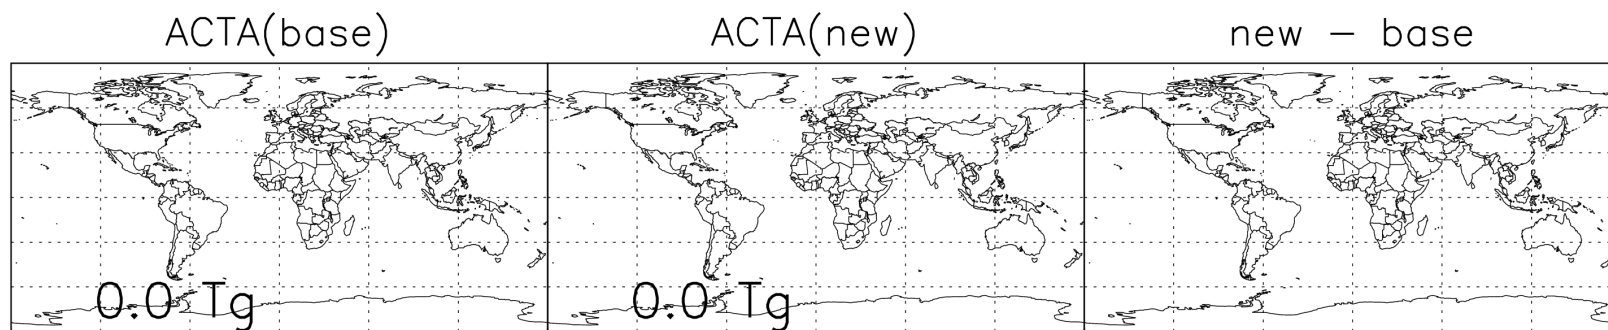 ACTA(base)
ACTA(new)
new − base
0.0 Tg
0.0 Tg